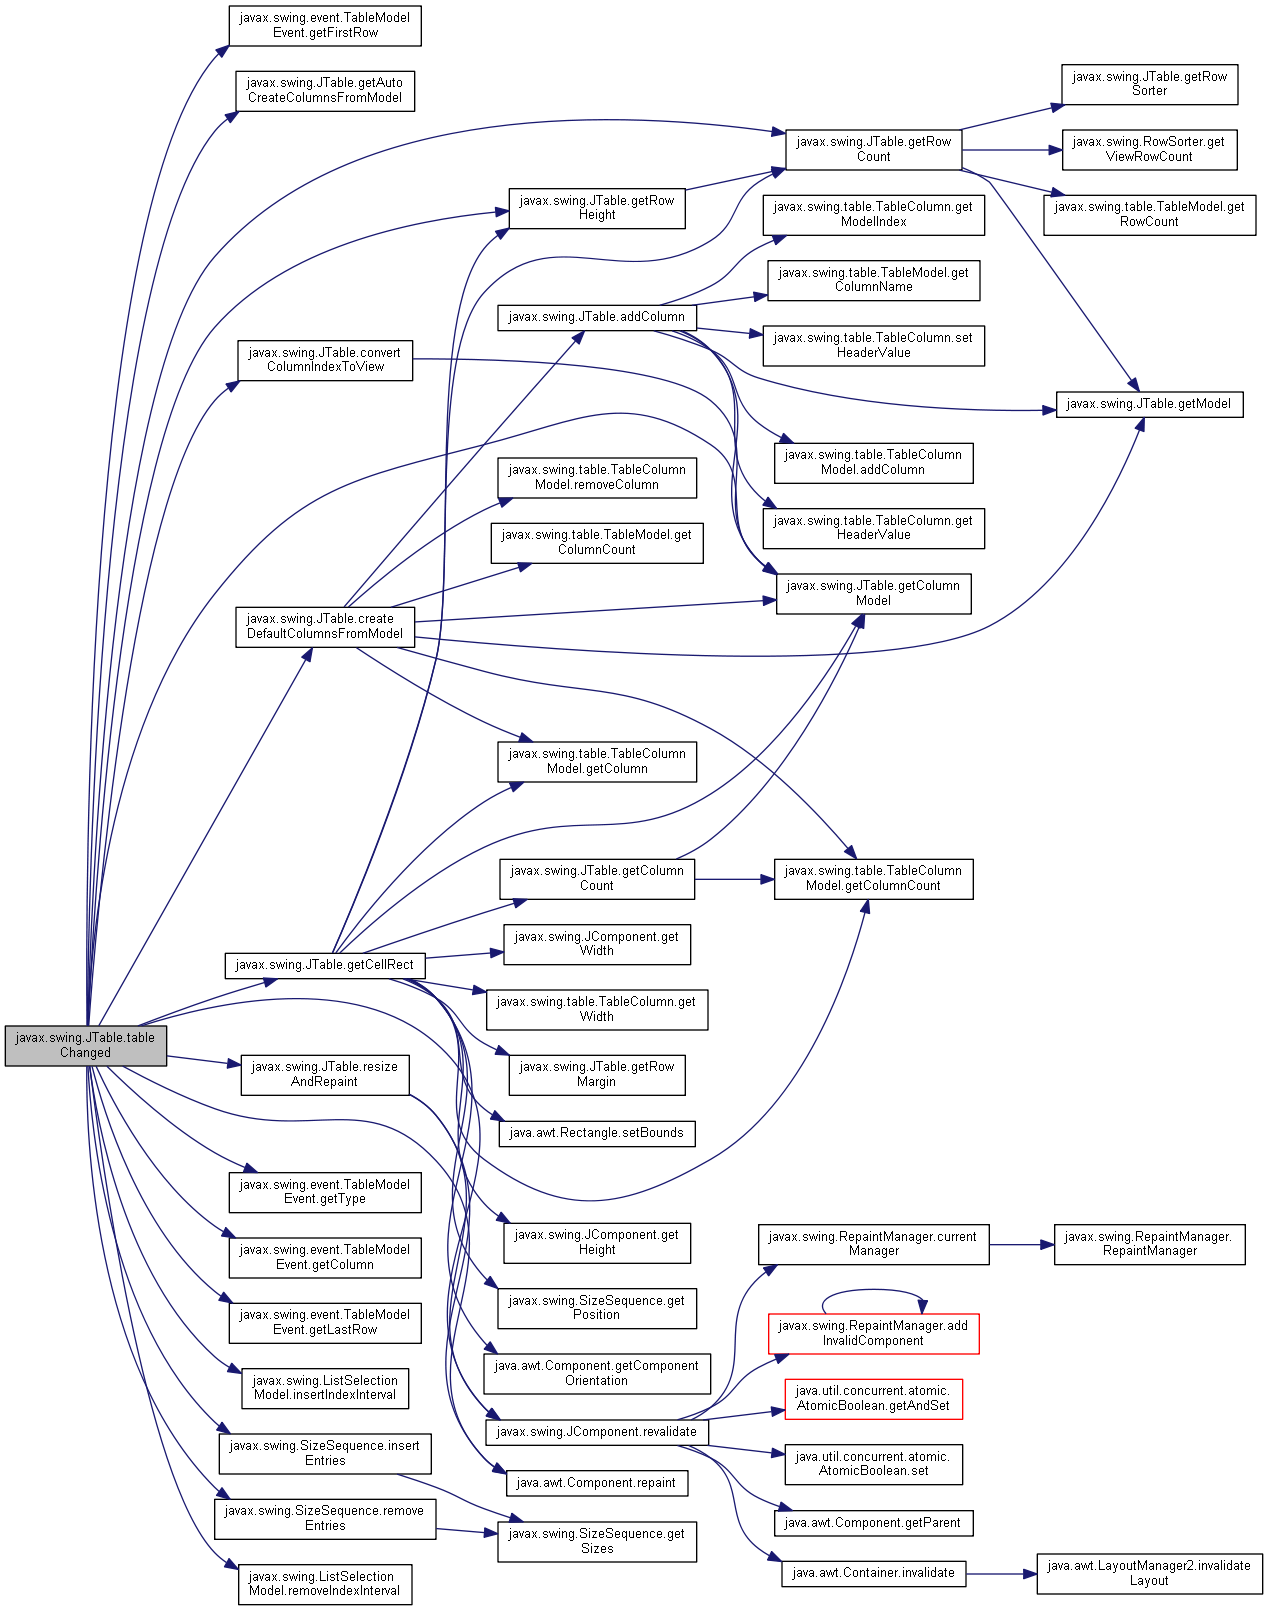 javax.swing.event.TableModel
Event.getFirstRow
javax.swing.JTable.getAuto
CreateColumnsFromModel
javax.swing.JTable.getRow
Sorter
javax.swing.JTable.getRow
Count
javax.swing.RowSorter.get
ViewRowCount
javax.swing.JTable.getRow
Height
javax.swing.table.TableColumn.get
ModelIndex
javax.swing.table.TableModel.get
RowCount
javax.swing.table.TableModel.get
ColumnName
javax.swing.JTable.addColumn
javax.swing.table.TableColumn.set
HeaderValue
javax.swing.JTable.convert
ColumnIndexToView
javax.swing.JTable.getModel
javax.swing.table.TableColumn
Model.addColumn
javax.swing.table.TableColumn
Model.removeColumn
javax.swing.table.TableColumn.get
HeaderValue
javax.swing.table.TableModel.get
ColumnCount
javax.swing.JTable.getColumn
Model
javax.swing.JTable.create
DefaultColumnsFromModel
javax.swing.table.TableColumn
Model.getColumn
javax.swing.JTable.getColumn
Count
javax.swing.table.TableColumn
Model.getColumnCount
javax.swing.JComponent.get
Width
javax.swing.JTable.getCellRect
javax.swing.table.TableColumn.get
Width
javax.swing.JTable.table
Changed
javax.swing.JTable.resize
AndRepaint
javax.swing.JTable.getRow
Margin
java.awt.Rectangle.setBounds
javax.swing.event.TableModel
Event.getType
javax.swing.JComponent.get
Height
javax.swing.RepaintManager.current
Manager
javax.swing.RepaintManager.
RepaintManager
javax.swing.event.TableModel
Event.getColumn
javax.swing.SizeSequence.get
Position
javax.swing.event.TableModel
Event.getLastRow
javax.swing.RepaintManager.add
InvalidComponent
java.awt.Component.getComponent
Orientation
javax.swing.ListSelection
Model.insertIndexInterval
java.util.concurrent.atomic.
AtomicBoolean.getAndSet
javax.swing.JComponent.revalidate
javax.swing.SizeSequence.insert
Entries
java.util.concurrent.atomic.
AtomicBoolean.set
java.awt.Component.repaint
javax.swing.SizeSequence.remove
Entries
java.awt.Component.getParent
javax.swing.SizeSequence.get
Sizes
java.awt.Container.invalidate
java.awt.LayoutManager2.invalidate
Layout
javax.swing.ListSelection
Model.removeIndexInterval